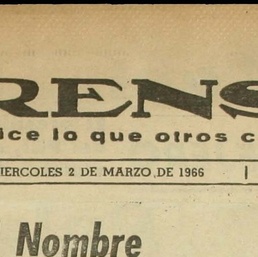 RENS
ice lo que otros c
IERCOLES 2 DE MARZO DE 1966
Nombre